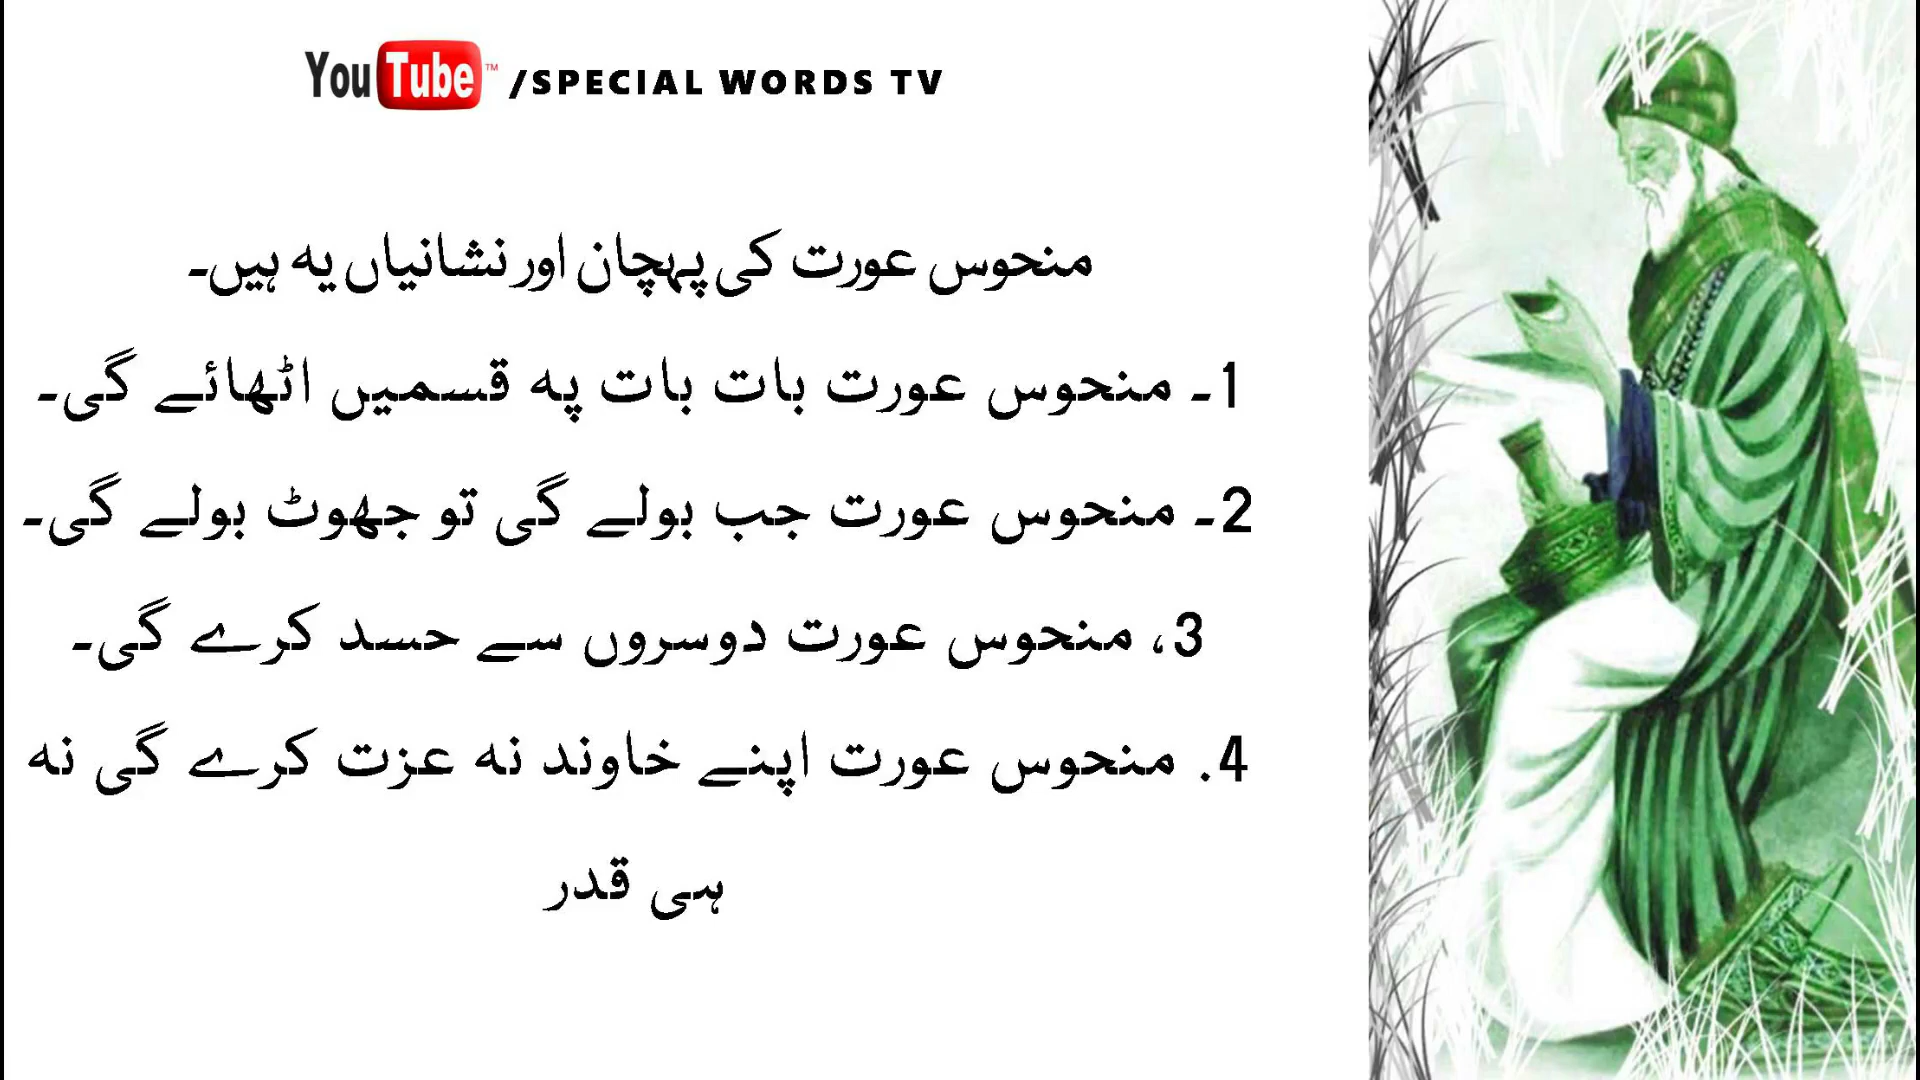 YouTube™ /SPECIAL WORDS TV
منحوس عورت کی پہچان اور نشانیاں یہ ہیں۔
1۔ منحوس عورت بات بات پہ قسمیں اٹھائے گی۔
2۔ منحوس عورت جب بولے گی تو جھوٹ بولے گی۔
3، منحوس عورت دوسروں سے حسد کرے گی۔
4. منحوس عورت اپنے خاوند نہ عزت کرے گی نہ
ہی قدر